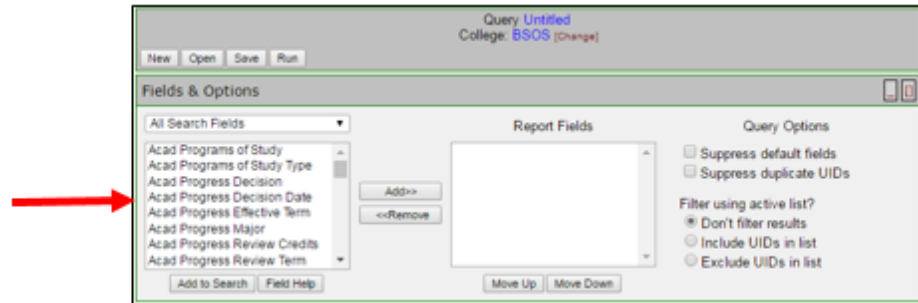 Query Untitled
College: BSOS [Change]
New Open Save Run
Fields & Options
All Search Fields
Acad Programs of Study
Acad Programs of Study Type
Acad Progress Decision
Acad Progress Decision Date
Acad Progress Effective Term
Acad Progress Major
Acad Progress Review Credits
Acad Progress Review Term
Add to Search Field Help
Add>>
<<Remove
Report Fields
Move Up Move Down
Query Options
Suppress default fields
Suppress duplicate UIDs
Filter using active list?
Don't filter results
Include UIDs in list
Exclude UIDs in list